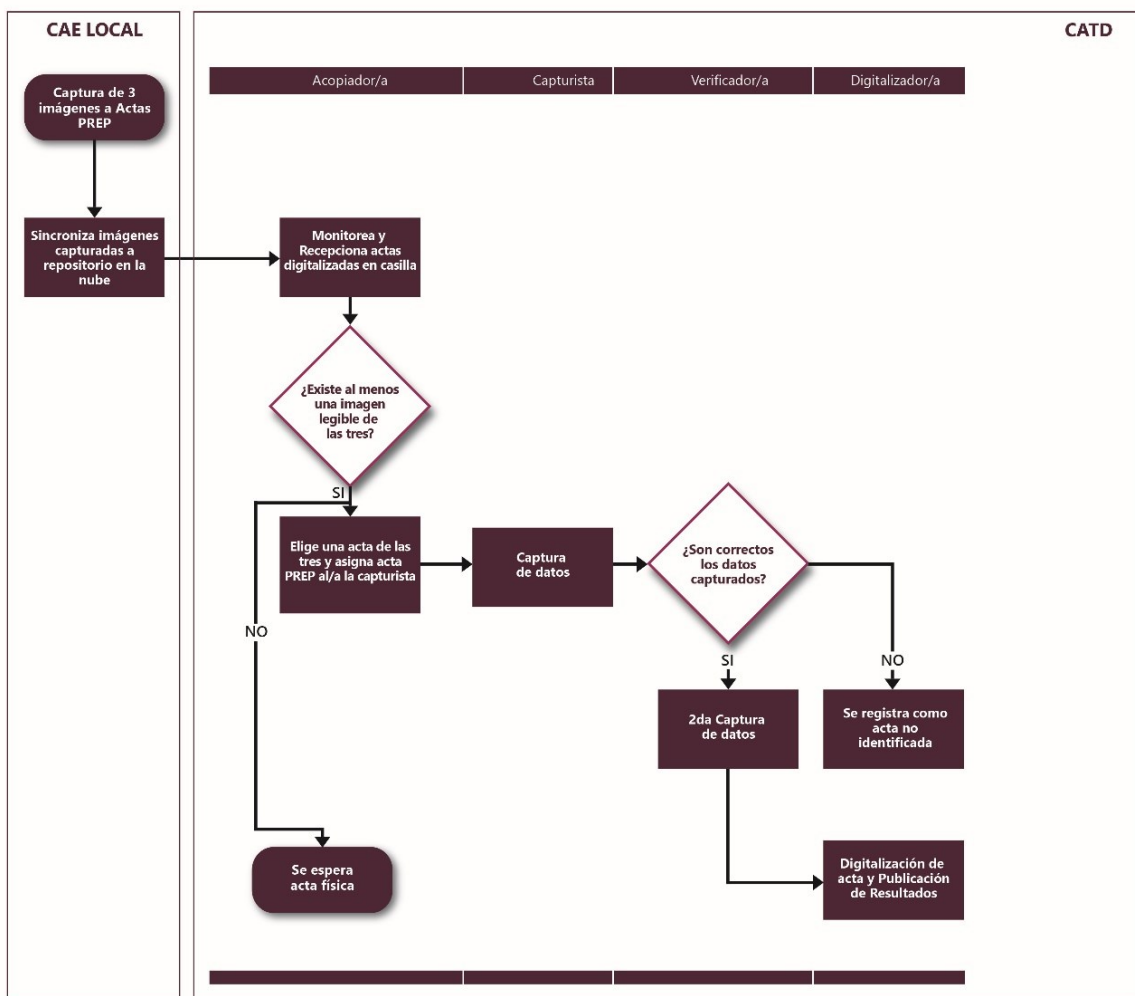 CAE LOCAL
CATD
Acopiador/a
Capturista
Verificador/a
Digitalizador/a
Captura de 3
imágenes a Actas
PREP
Sincroniza imágenes
capturadas a
repositorio en la
nube
Monitorea y
Recepciona actas
digitalizadas en casilla
¿Existe al menos
una imagen
legible de
las tres?
SI
NO
Elige una acta de las
tres y asigna acta
PREP al/a la capturista
Captura
de datos
¿Son correctos
los datos
capturados?
SI
NO
2da Captura
de datos
Se registra como
acta no
identificada
Se espera
acta física
Digitalización de
acta y Publicación
de Resultados